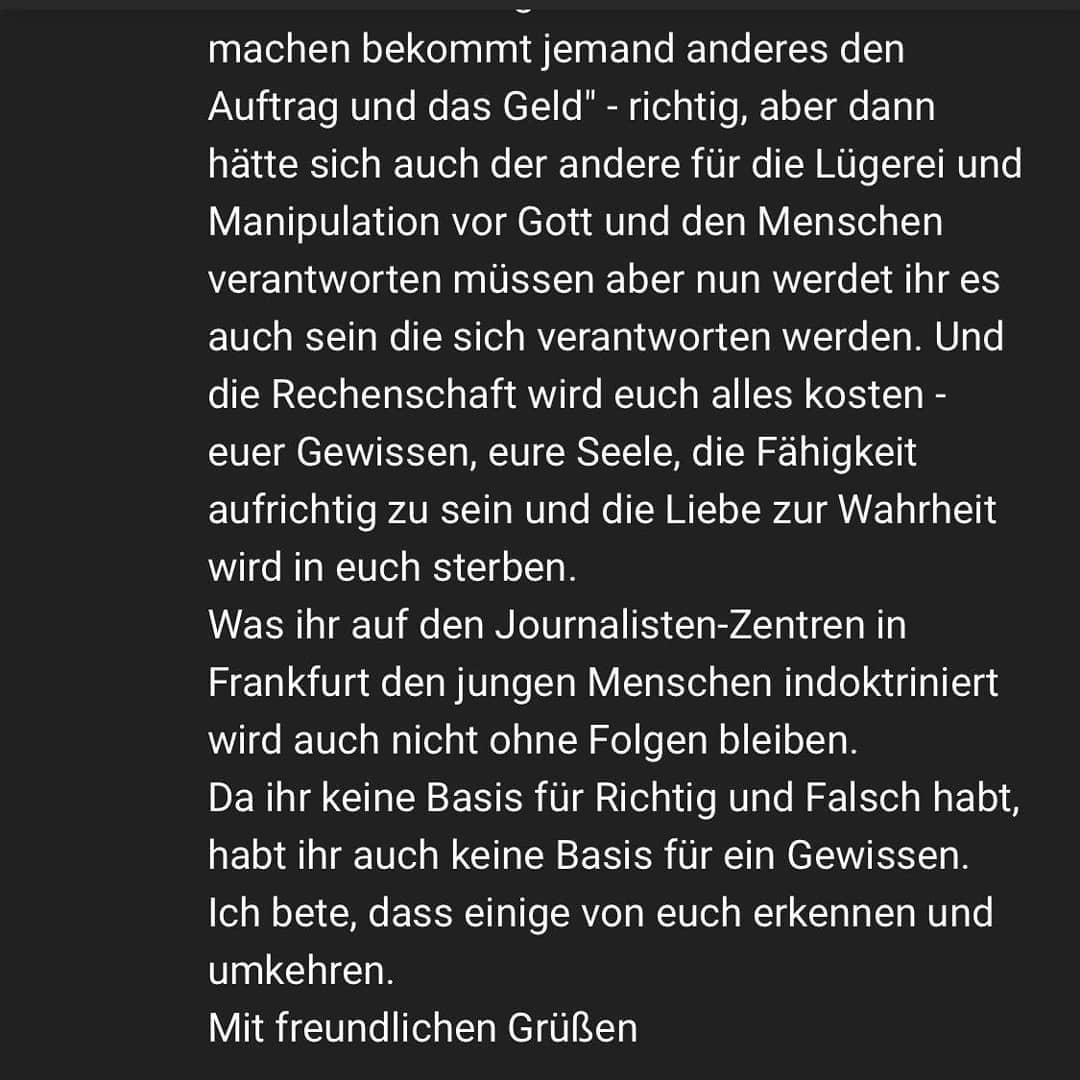 machen bekommt jemand anderes den
Auftrag und das Geld" - richtig, aber dann
hätte sich auch der andere für die Lügerei und
Manipulation vor Gott und den Menschen
verantworten müssen aber nun werdet ihr es
auch sein die sich verantworten werden. Und
die Rechenschaft wird euch alles kosten -
euer Gewissen, eure Seele, die Fähigkeit
aufrichtig zu sein und die Liebe zur Wahrheit
wird in euch sterben.
Was ihr auf den Journalisten-Zentren in
Frankfurt den jungen Menschen indoktriniert
wird auch nicht ohne Folgen bleiben.
Da ihr keine Basis für Richtig und Falsch habt,
habt ihr auch keine Basis für ein Gewissen.
Ich bete, dass einige von euch erkennen und
umkehren.
Mit freundlichen Grüßen